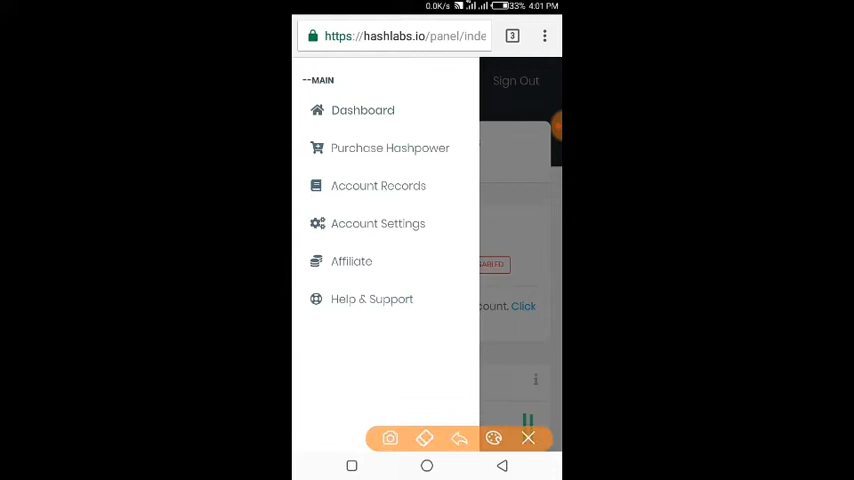 0.0K/s 33% 4:01 PM
https://hashlabs.io/panel/inde
3
--MAIN
Sign Out
Dashboard
Purchase Hashpower
Account Records
Account Settings
Affiliate
Help & Support
count. Click